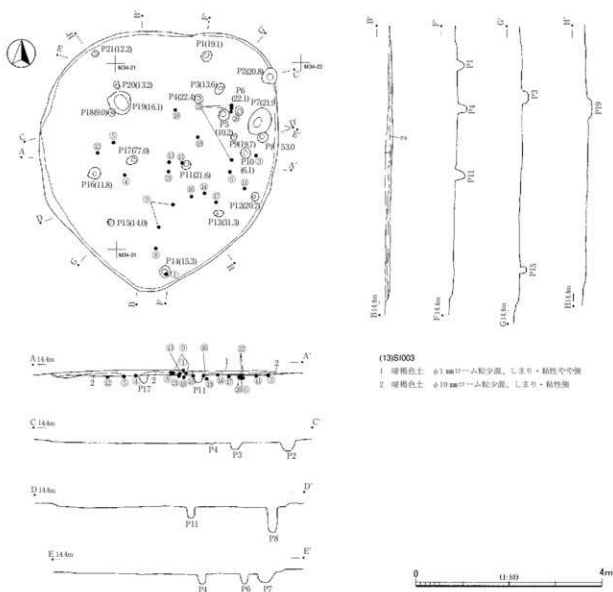 B'
F'
G'
P21(12.2)
M34-21
P1(19.1)
M34-22
P2(20.8)
C'
P20(13.2)
P3(13.6)
P6
(22.1)
P4(22.4)
P19(16.1)
P7(21.9)
P18(9.0)
P5
(10.2)
P8
53.0
P9(19.7)
C
A
E'
A'
P17(77.0)
P10
(6.1)
P11(21.6)
P16(11.8)
P12(20.7)
D
P15(14.0)
P13(31.3)
M34-31
G
P14(15.3)
B
F
H
B'
F'
G'
H'
P1
P4
P11
P3
P15
P19
2
B 14.4m
F 14.4m
G 14.4m
H 14.4m
A 14.4m
A'
P17
P11
C 14.4m
C'
P4
P3
P2
D 14.4m
D'
P11
P8
E 14.4m
E'
P4
P6
P7
(13)SI003
1 暗褐色土 φ1㎜ローム粒少混、しまり・粘性やや強
2 暗褐色土 φ10㎜ローム粒少混、しまり・粘性強
0
(1:80)
4m